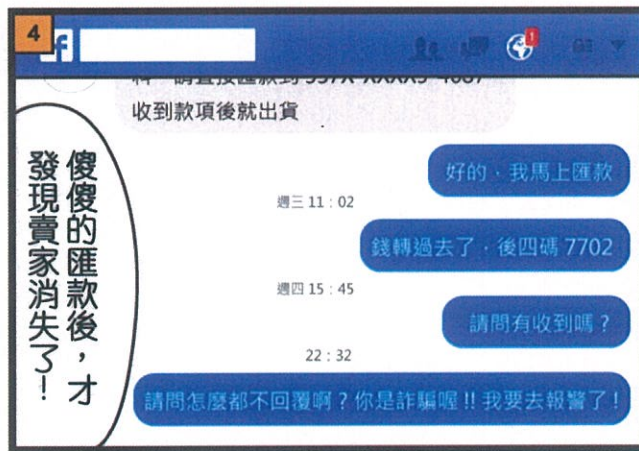 4
f
1
收到款項後就出貨
好的，我馬上匯款
週三 11：02
錢轉過去了，後四碼 7702
週四 15：45
請問有收到嗎？
22：32
請問怎麼都不回覆啊？你是詐騙喔!! 我要去報警了！
傻傻的匯款後，才
發現賣家消失了！